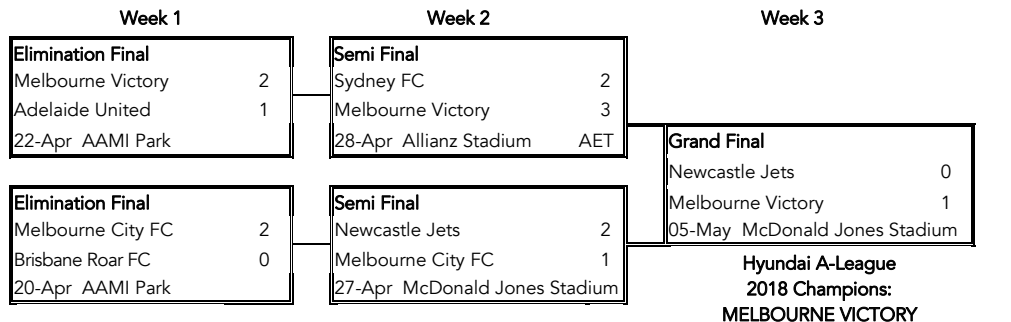 Week 1
Week 2
Week 3
Elimination Final
Melbourne Victory 2
Adelaide United 1
22-Apr AAMI Park
Semi Final
Sydney FC 2
Melbourne Victory 3
28-Apr Allianz Stadium AET
Elimination Final
Melbourne City FC 2
Brisbane Roar FC 0
20-Apr AAMI Park
Semi Final
Newcastle Jets 2
Melbourne City FC 1
27-Apr McDonald Jones Stadium
Grand Final
Newcastle Jets 0
Melbourne Victory 1
05-May McDonald Jones Stadium
Hyundai A-League
2018 Champions:
MELBOURNE VICTORY